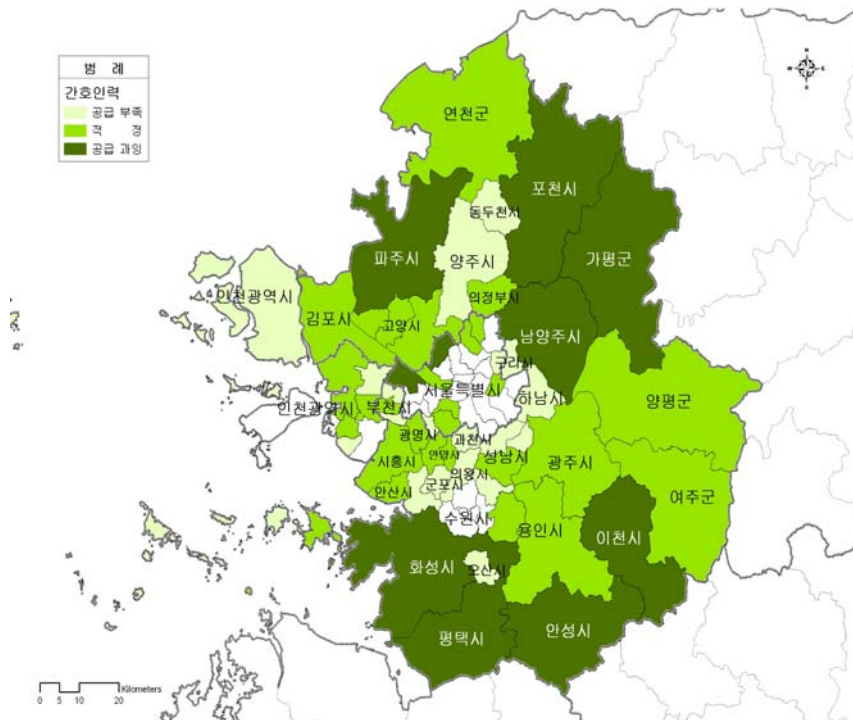 범 례
간호인력
공급 부족
적 정
공급 과잉
N
W E
S
연천군
포천시
동두천시
파주시
양주시
가평군
인천광역시
김포시
고양시
의정부시
남양주시
구리시
서울특별시
하남시
양평군
인천광역시
부천시
광명시
과천시
안양시
성남시
광주시
시흥시
의왕시
안산시
군포시
여주군
수원시
용인시
이천시
화성시
오산시
평택시
안성시
Kilometers
0 5 10 20